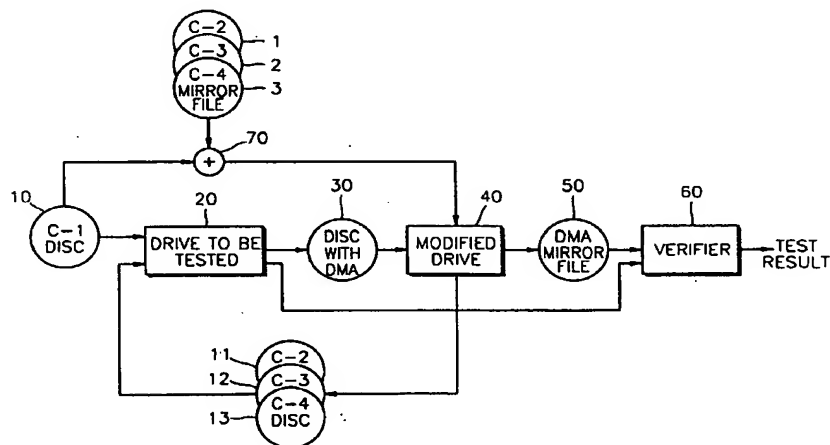 C-2
1
C-3
2
C-4
MIRROR
FILE
3
70
+
10
C-1
DISC
20
DRIVE TO BE
TESTED
30
DISC
WITH
DMA
40
MODIFIED
DRIVE
50
DMA
MIRROR
FILE
60
VERIFIER
TEST
RESULT
11
C-2
12
C-3
13
C-4
DISC